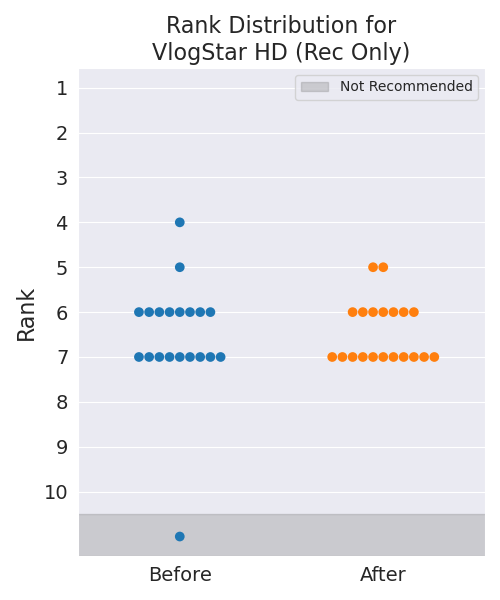 Rank Distribution for
VlogStar HD (Rec Only)
Not Recommended
Rank
1
2
3
4
5
6
7
8
9
10
Before
After